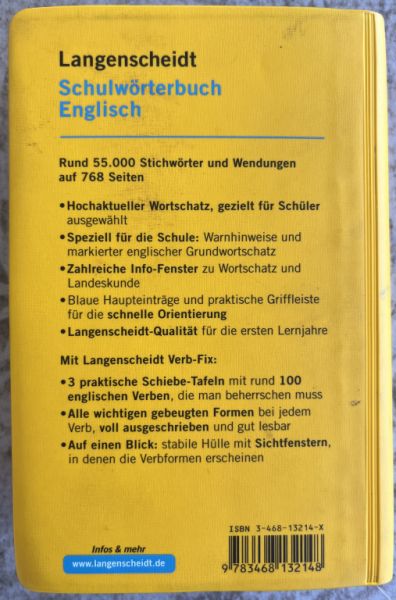 Langenscheidt
Schulwörterbuch
Englisch
Rund 55.000 Stichwörter und Wendungen
auf 768 Seiten
• Hochaktueller Wortschatz, gezielt für Schüler
ausgewählt
• Speziell für die Schule: Warnhinweise und
markierter englischer Grundwortschatz
• Zahlreiche Info-Fenster zu Wortschatz und
Landeskunde
• Blaue Haupteinträge und praktische Griffleiste
für die schnelle Orientierung
• Langenscheidt-Qualität für die ersten Lernjahre
Mit Langenscheidt Verb-Fix:
• 3 praktische Schiebe-Tafeln mit rund 100
englischen Verben, die man beherrschen muss
• Alle wichtigen gebeugten Formen bei jedem
Verb, voll ausgeschrieben und gut lesbar
• Auf einen Blick: stabile Hülle mit Sichtfenstern,
in denen die Verbformen erscheinen
ISBN 3-468-13214-X
Infos & mehr
www.langenscheidt.de
9 783468 132148